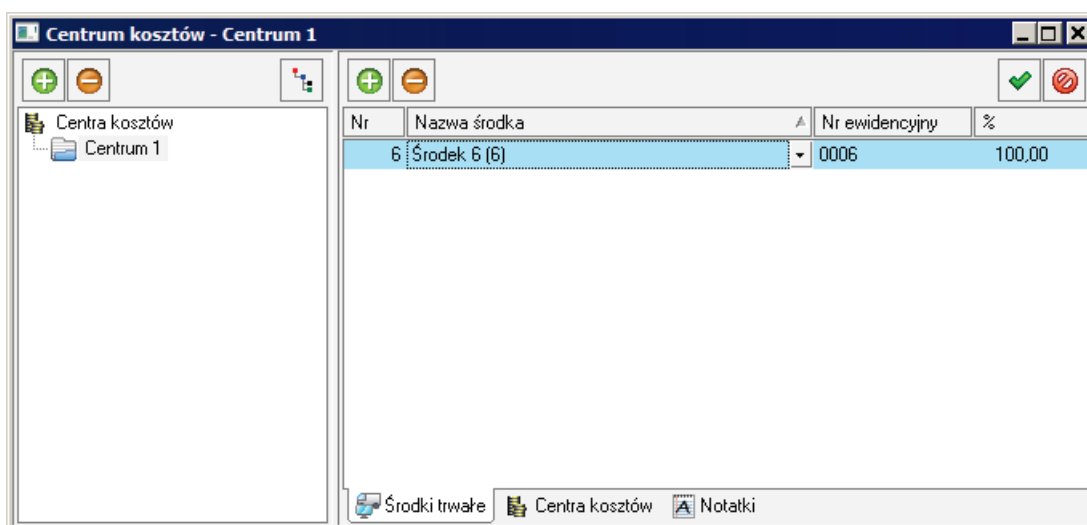 Centrum kosztów - Centrum 1
Centra kosztów
Centrum 1
Nr Nazwa środka Nr ewidencyjny %
6 Środek 6 (6) 0006 100,00
Środki trwałe Centra kosztów Notatki